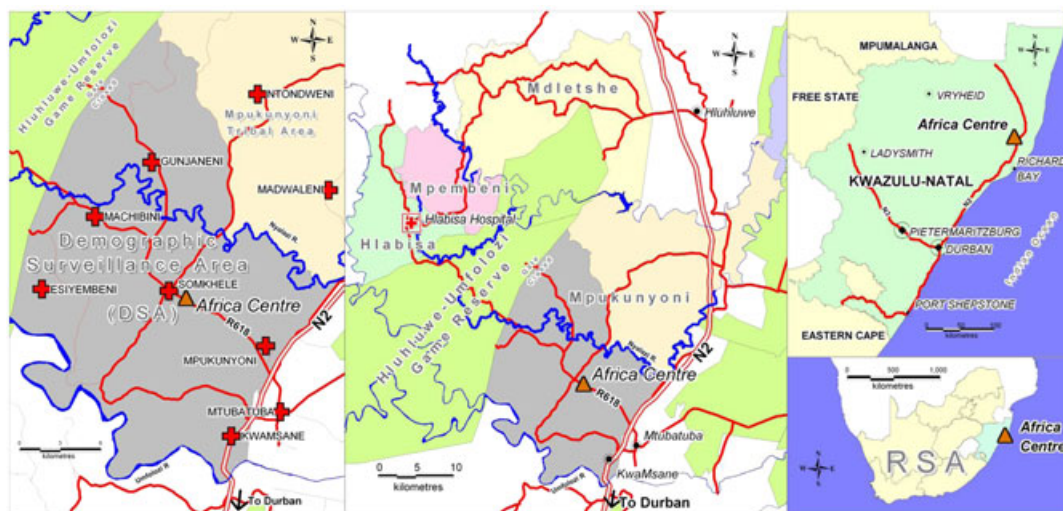 N
W E
S
Hluhluwe-Umfolozi
Game Reserve
NTONDWENI
Mpukunyoni
Tribal Area
GUNJANENI
MADWALENI
MACHIBINI
Nyalazi R.
Demographic
Surveillance Area
(DSA)
SOMKHELE
ESIYEMBENI
Africa Centre
R618
N2
MPUKUNYONI
MTUBATUBA
KWAMSANE
kilometres
Umfolozi R
To Durban
N
W E
S
Mdletshe
Hluhluwe
Mpembeni
Hlabisa Hospital
Hlabisa
Hluhluwe-Umfolozi
Game Reserve
Mpukunyoni
Nyalazi R.
N2
Africa Centre
R618
Mtubatuba
0 5 10
kilometres
KwaMsane
Umfolozi R
To Durban
MPUMALANGA
N
W E
S
FREE STATE
VRYHEID
Africa Centre
LADYSMITH
RICHARD
BAY
KWAZULU-NATAL
N2
N2
PIETERMARITZBURG
DURBAN
Indian Ocean
PORT SHEPSTONE
EASTERN CAPE
kilometres
0 500 1,000
kilometres
Africa
Centre
RSA
N
W E
S